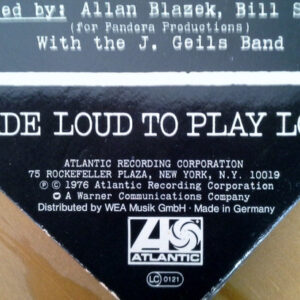 ed by: Allan Blazek, Bill S
(for Pandora Productions)
With the J. Geils Band
DE LOUD TO PLAY LO
ATLANTIC RECORDING CORPORATION
75 ROCKEFELLER PLAZA, NEW YORK, N.Y. 10019
℗ © 1976 Atlantic Recording Corporation
A Warner Communications Company
Distributed by WEA Musik GmbH · Made in Germany
ATLANTIC
LC 0121